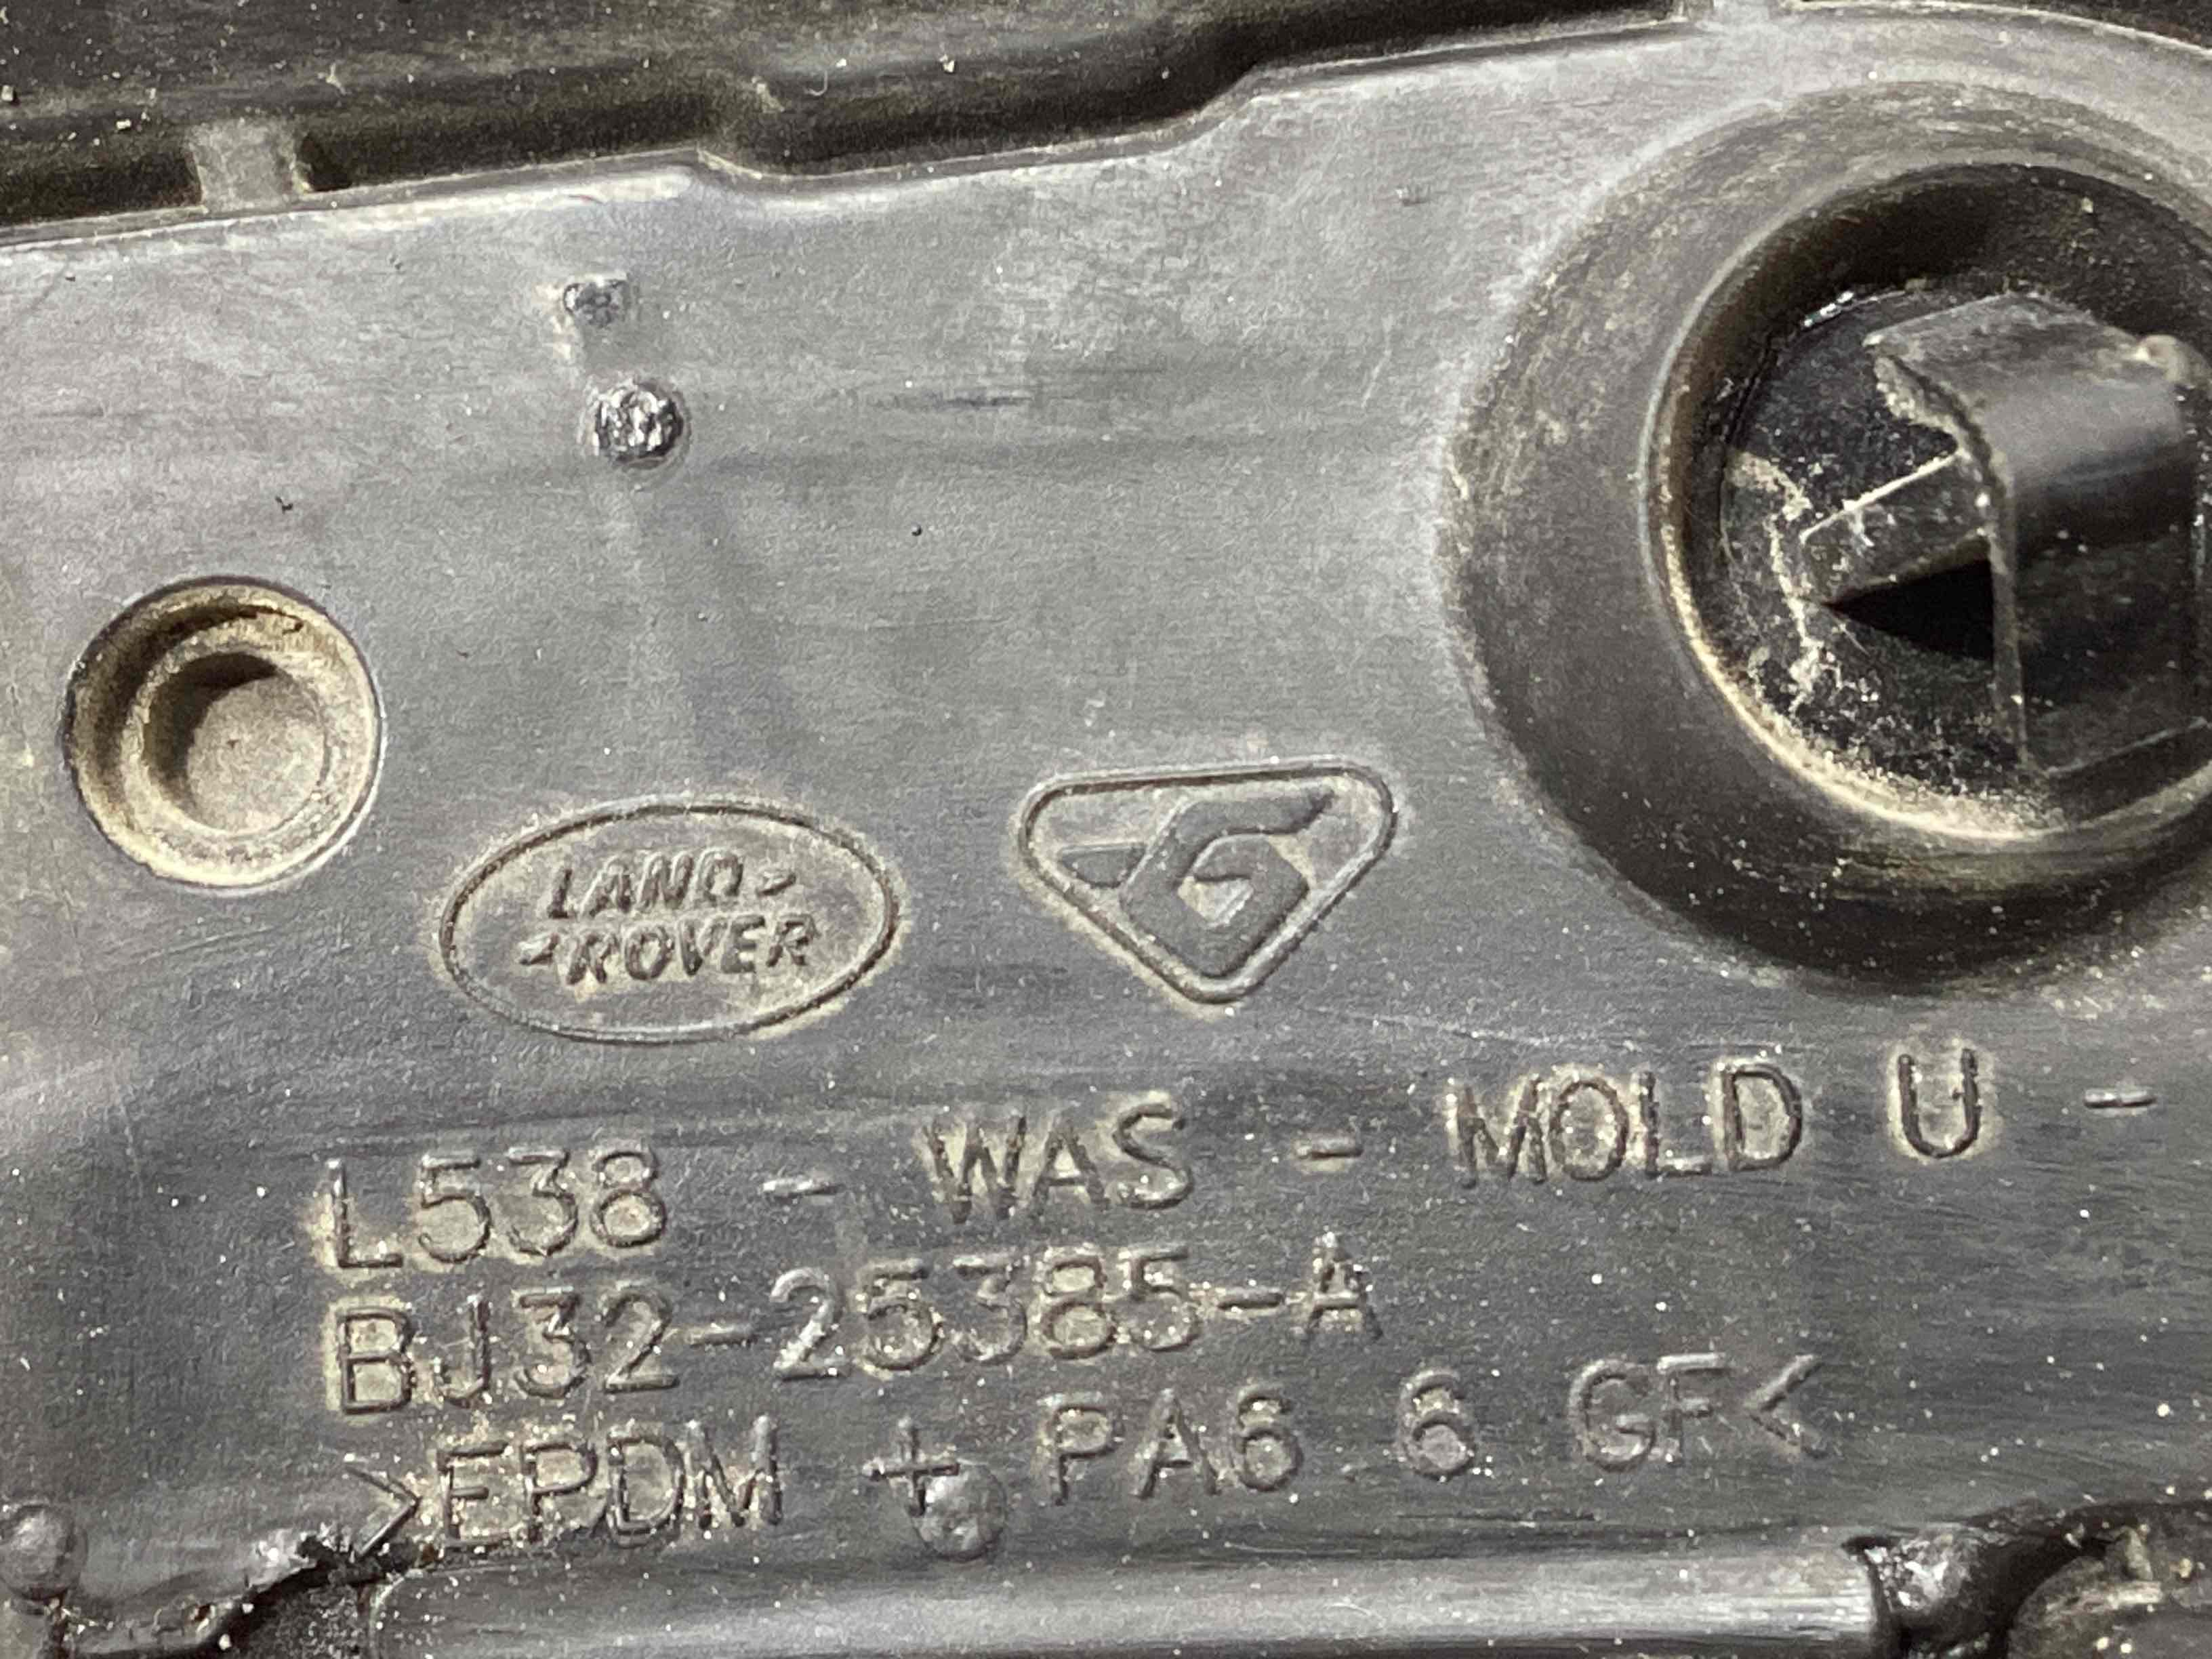 LAND-
-ROVER
G
L538 - WAS - MOLD U -
BJ32-25385-A
>EPDM + PA6 6 GF<